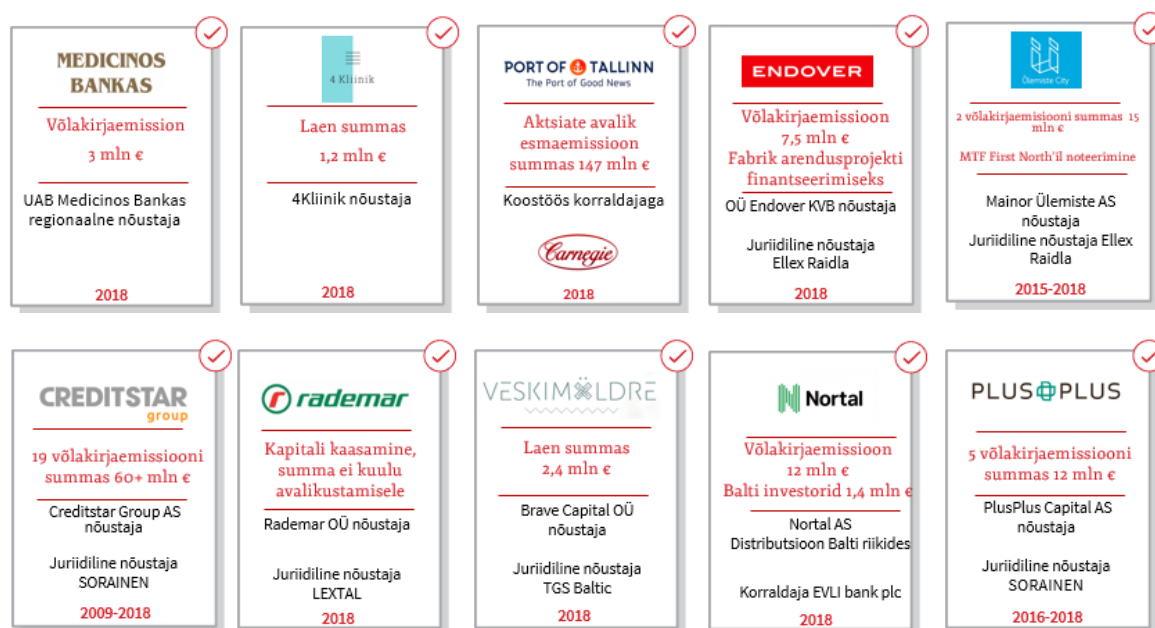 MEDICINOS
BANKAS
Võlakirjaemission
3 mln €
UAB Medicinos Bankas
regionaalne nõustaja
2018
4 Kliinik
Laen summas
1,2 mln €
4Kliinik nõustaja
2018
PORT OF TALLINN
The Port of Good News
Aktsiate avalik
esmaemissioon
summas 147 mln €
Koostöös korraldajaga
Carnegie
2018
ENDOVER
Võlakirjaemissioon
7,5 mln €
Fabrik arendusprojekti
finantseerimiseks
OÜ Endover KVB nõustaja
Juriidiline nõustaja
Ellex Raidla
2018
Ülemiste City
2 võlakirjaemisiooni summas 15
mln €
MTF First North'il noteerimine
Mainor Ülemiste AS
nõustaja
Juriidiline nõustaja Ellex
Raidla
2015-2018
CREDITSTAR
group
19 võlakirjaemissiooni
summas 60+ mln €
Creditstar Group AS
nõustaja
Juriidiline nõustaja
SORAINEN
2009-2018
rademar
Kapitali kaasamine,
summa ei kuulu
avalikustamisele
Rademar OÜ nõustaja
Juriidiline nõustaja
LEXTAL
2018
VESKIMÖLDRE
Laen summas
2,4 mln €
Brave Capital OÜ
nõustaja
Juriidiline nõustaja
TGS Baltic
2018
Nortal
Võlakirjaemissioon
12 mln €
Balti investorid 1,4 mln €
Nortal AS
Distributsioon Balti riikides
Korraldaja EVLI bank plc
2018
PLUS PLUS
5 võlakirjaemissiooni
summas 12 mln €
PlusPlus Capital AS
nõustaja
Juriidiline nõustaja
SORAINEN
2016-2018